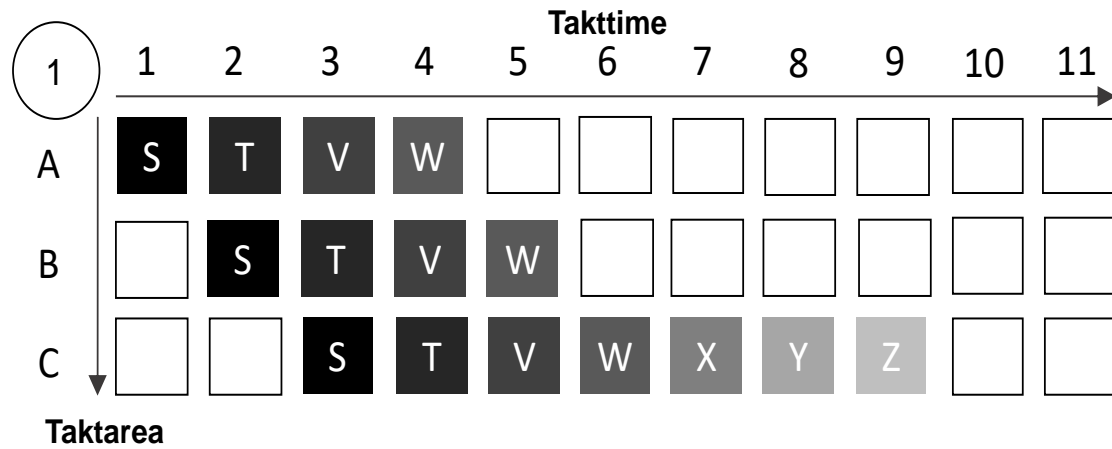 Takttime
1 1 2 3 4 5 6 7 8 9 10 11
A S T V W
B S T V W
C S T V W X Y Z
Taktarea